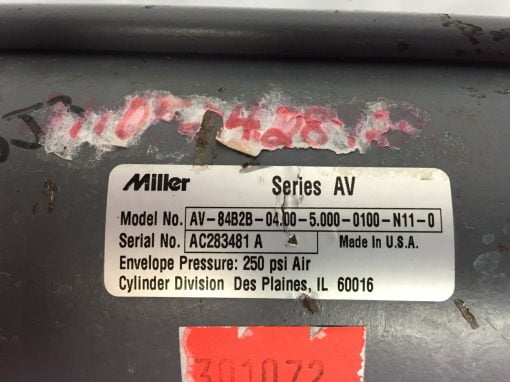 Miller Series AV
Model No. AV-84B2B-04.00-5.000-0100-N11-0
Serial No. AC283481 A Made in U.S.A.
Envelope Pressure: 250 psi Air
Cylinder Division Des Plaines, IL 60016
301072